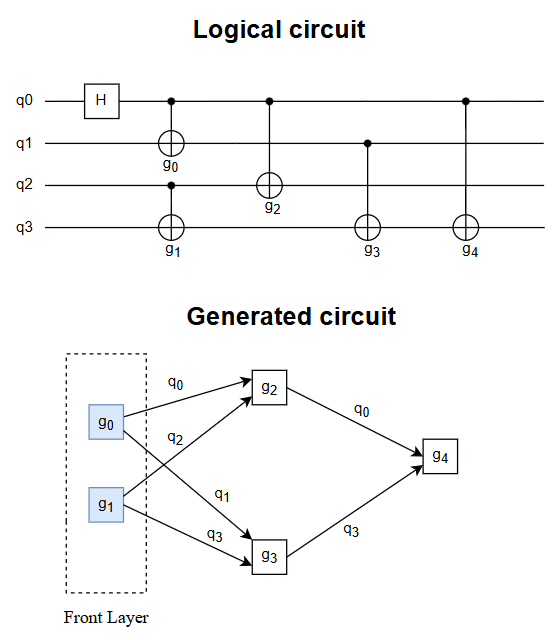 Logical circuit
q0
H
q1
g0
q2
g2
q3
g1
g3
g4
Generated circuit
q0
g2
g0
q2
q0
g4
g1
q1
q3
g3
q3
Front Layer